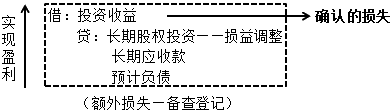 实现盈利
借：投资收益 确认的损失
贷：长期股权投资——损益调整
长期应收款
预计负债
（额外损失—备查登记）